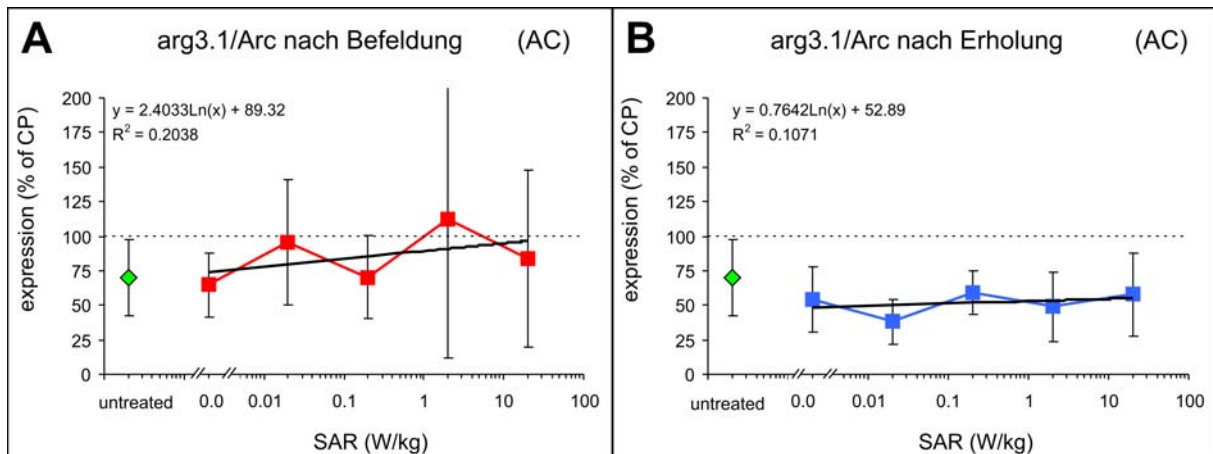 A
arg3.1/Arc nach Befeldung (AC)
y = 2.4033Ln(x) + 89.32
R² = 0.2038
expression (% of CP)
200
175
150
125
100
75
50
25
0
untreated 0.0 0.01 0.1 1 10 100
SAR (W/kg)
B
arg3.1/Arc nach Erholung (AC)
y = 0.7642Ln(x) + 52.89
R² = 0.1071
expression (% of CP)
200
175
150
125
100
75
50
25
0
untreated 0.0 0.01 0.1 1 10 100
SAR (W/kg)